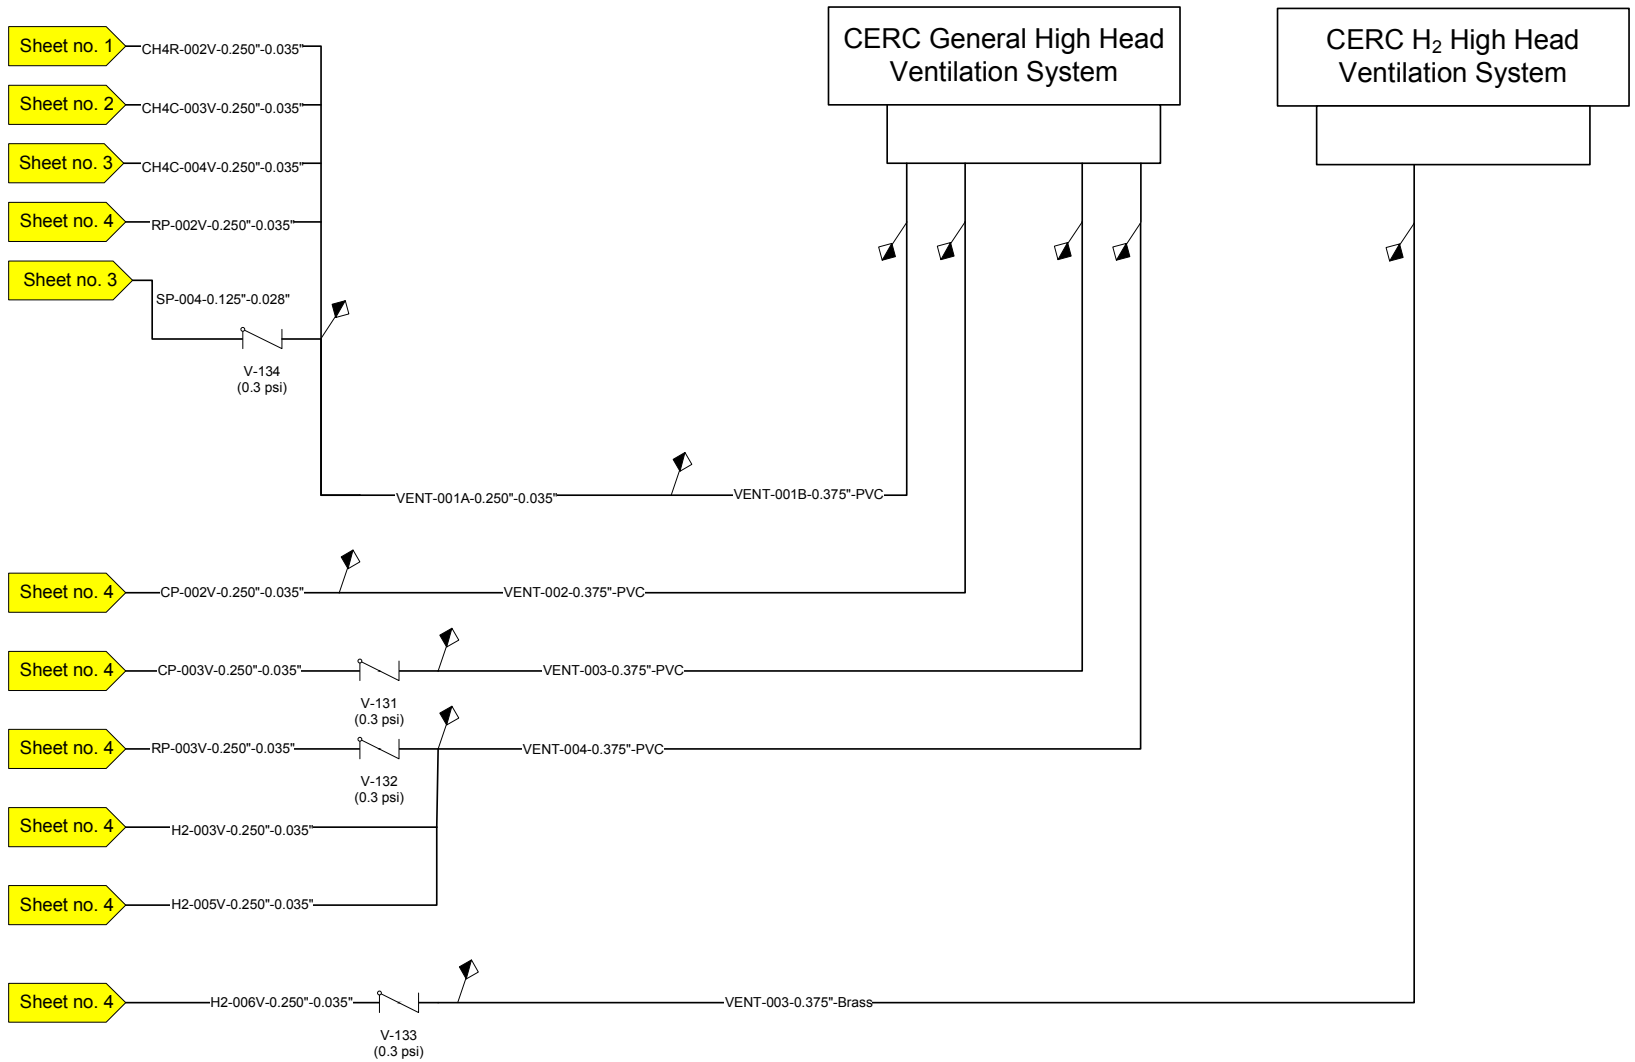 CERC General High Head
Ventilation System
CERC H₂ High Head
Ventilation System
Sheet no. 1
CH4R-002V-0.250"-0.035"
Sheet no. 2
CH4C-003V-0.250"-0.035"
Sheet no. 3
CH4C-004V-0.250"-0.035"
Sheet no. 4
RP-002V-0.250"-0.035"
Sheet no. 3
SP-004-0.125"-0.028"
V-134
(0.3 psi)
VENT-001A-0.250"-0.035"
VENT-001B-0.375"-PVC
Sheet no. 4
CP-002V-0.250"-0.035"
VENT-002-0.375"-PVC
Sheet no. 4
CP-003V-0.250"-0.035"
VENT-003-0.375"-PVC
V-131
(0.3 psi)
Sheet no. 4
RP-003V-0.250"-0.035"
VENT-004-0.375"-PVC
V-132
(0.3 psi)
Sheet no. 4
H2-003V-0.250"-0.035"
Sheet no. 4
H2-005V-0.250"-0.035"
Sheet no. 4
H2-006V-0.250"-0.035"
VENT-003-0.375"-Brass
V-133
(0.3 psi)